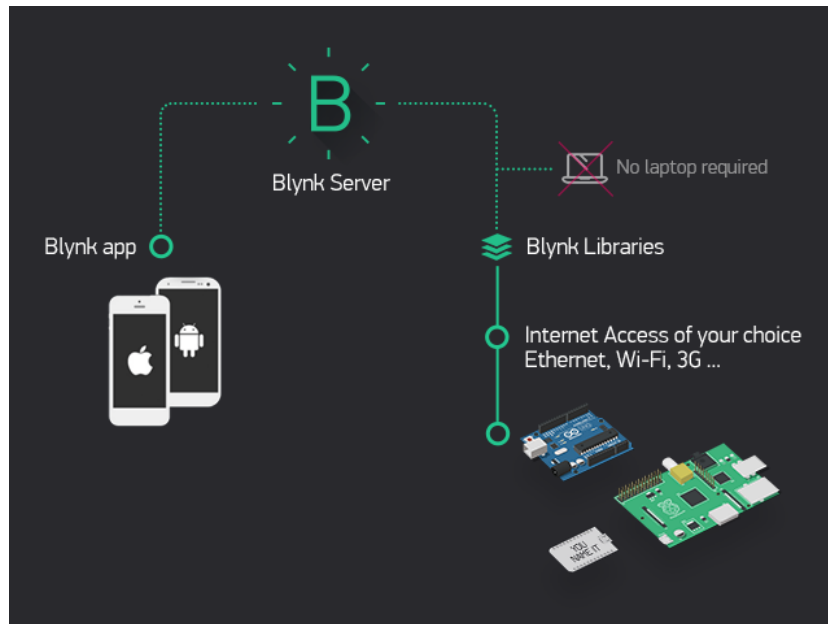 B
Blynk Server
No laptop required
Blynk app
Blynk Libraries
Internet Access of your choice
Ethernet, Wi-Fi, 3G ...
YOU
NAME IT